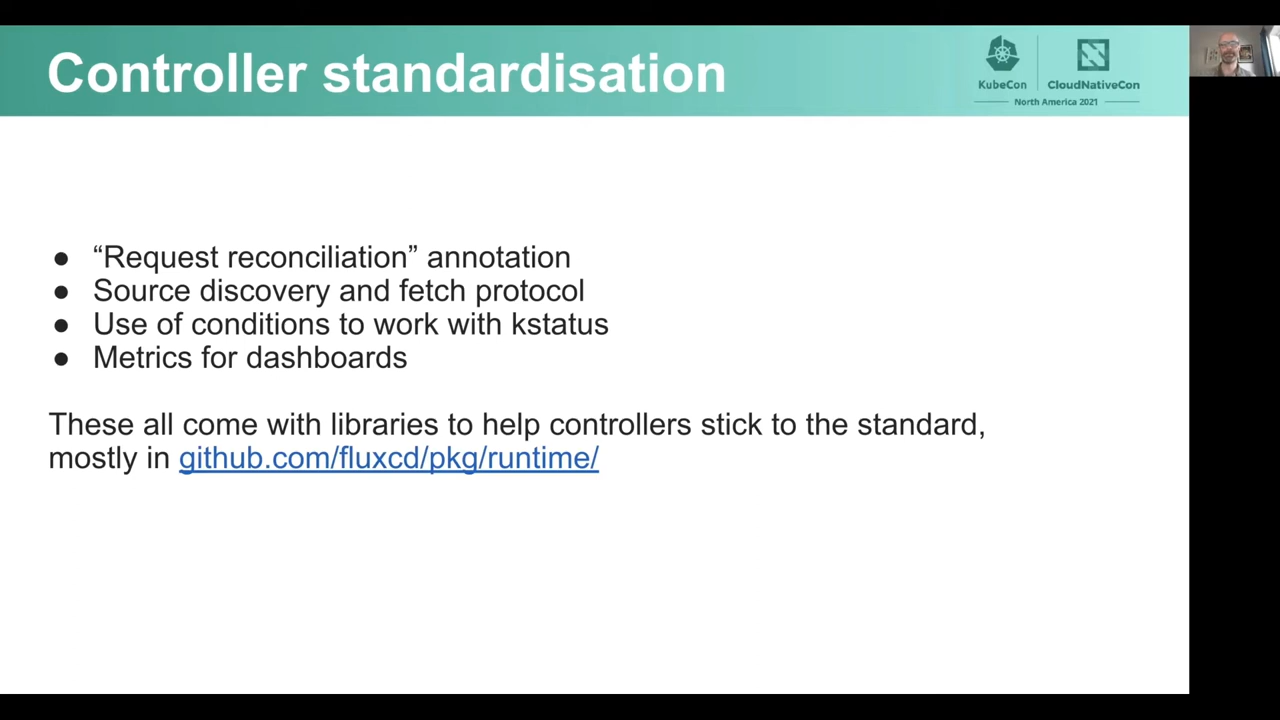 Controller standardisation
KubeCon
CloudNativeCon
North America 2021
● “Request reconciliation” annotation
● Source discovery and fetch protocol
● Use of conditions to work with kstatus
● Metrics for dashboards
These all come with libraries to help controllers stick to the standard,
mostly in github.com/fluxcd/pkg/runtime/